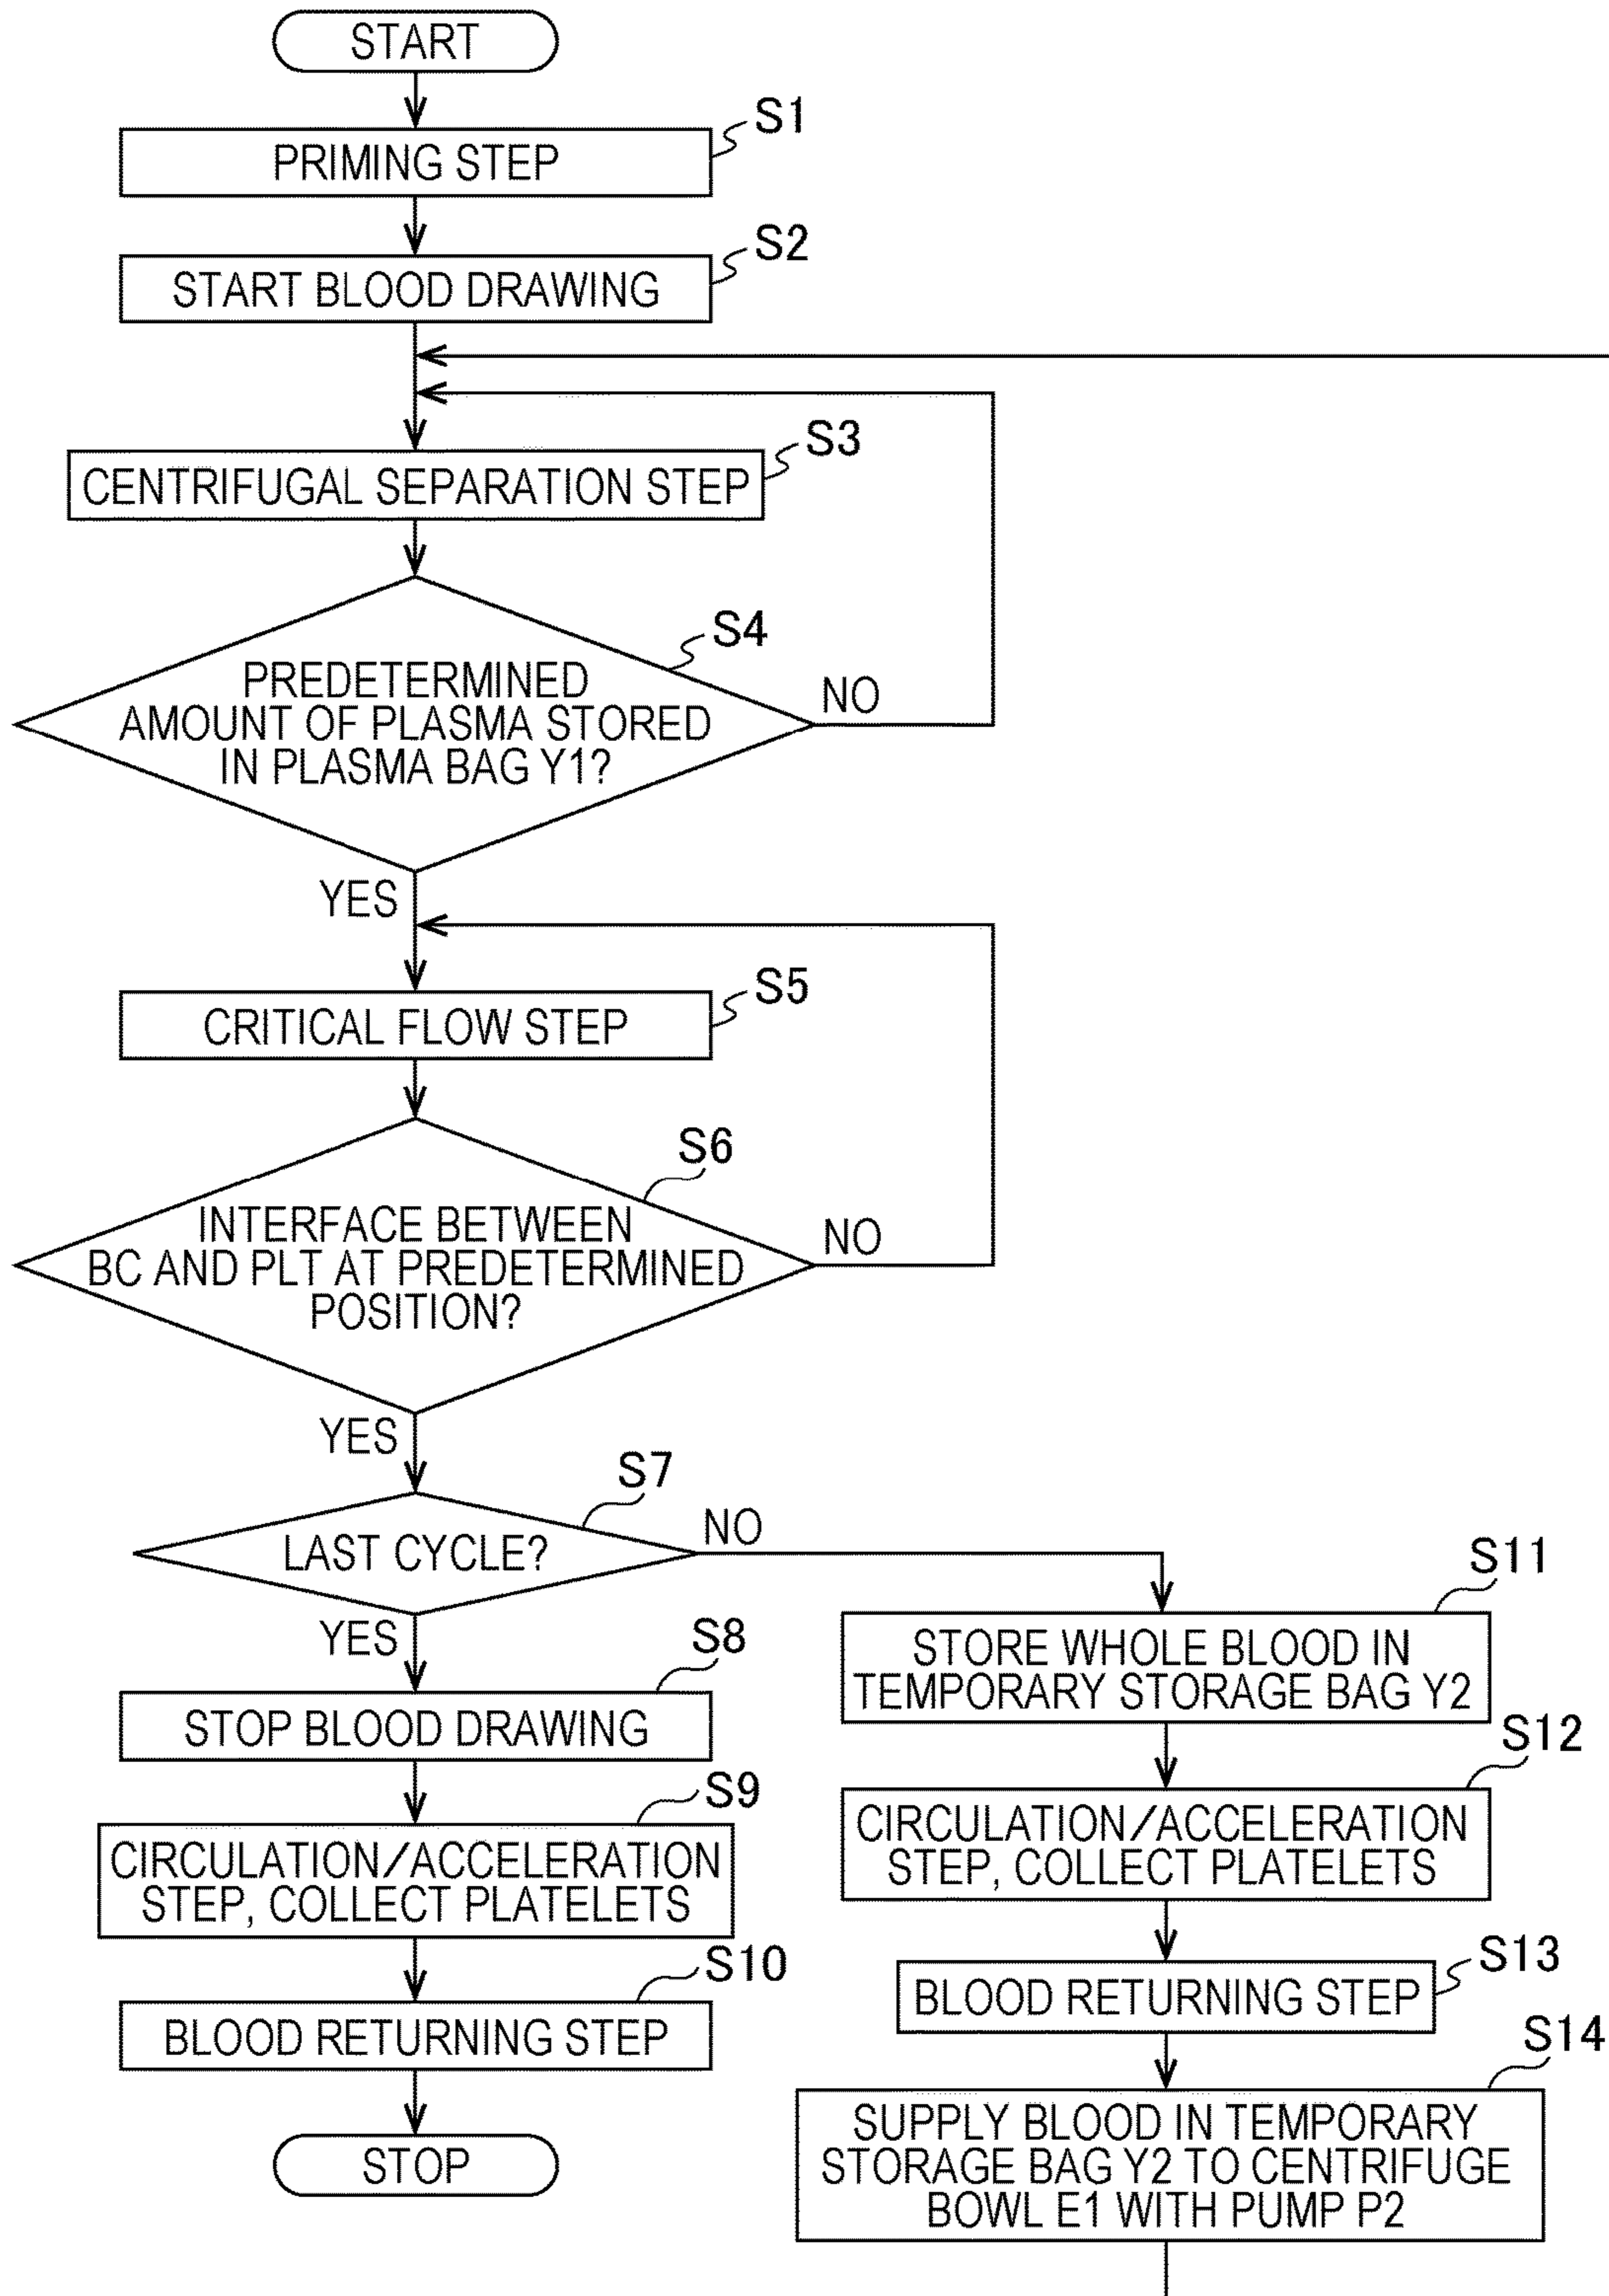 START
S1
PRIMING STEP
S2
START BLOOD DRAWING
S3
CENTRIFUGAL SEPARATION STEP
S4
PREDETERMINED
AMOUNT OF PLASMA STORED
IN PLASMA BAG Y1?
NO
YES
S5
CRITICAL FLOW STEP
S6
INTERFACE BETWEEN
BC AND PLT AT PREDETERMINED
POSITION?
NO
YES
S7
LAST CYCLE?
NO
YES
S8
STOP BLOOD DRAWING
S9
CIRCULATION/ACCELERATION
STEP, COLLECT PLATELETS
S10
BLOOD RETURNING STEP
STOP
S11
STORE WHOLE BLOOD IN
TEMPORARY STORAGE BAG Y2
S12
CIRCULATION/ACCELERATION
STEP, COLLECT PLATELETS
S13
BLOOD RETURNING STEP
S14
SUPPLY BLOOD IN TEMPORARY
STORAGE BAG Y2 TO CENTRIFUGE
BOWL E1 WITH PUMP P2